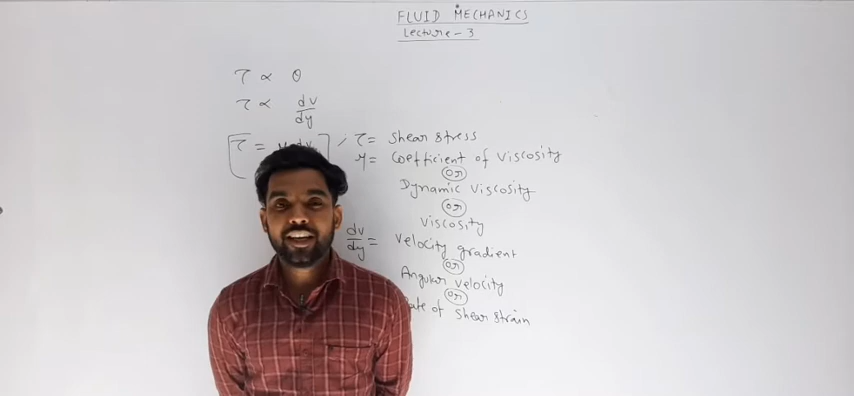 FLUID MECHANICS
Lecture - 3
τ ∝ θ
τ ∝ dv/dy
τ = μ dv
τ = Shear stress
μ = Coefficient of Viscosity
Or
Dynamic Viscosity
Or
Viscosity
dv/dy = Velocity gradient
Or
Angular velocity
Or
Rate of Shear strain